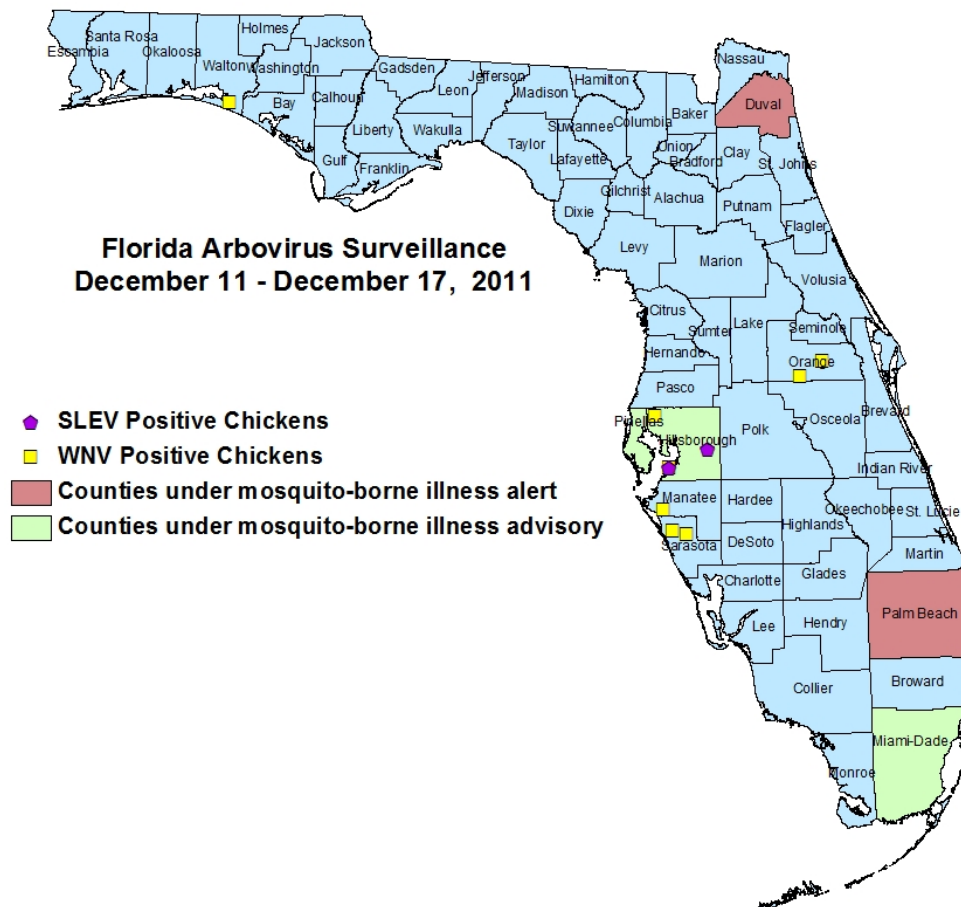 Holmes
Jackson
Santa Rosa
Escambia
Okaloosa
Walton
Washington
Gadsden
Jefferson
Hamilton
Nassau
Leon
Madison
Duval
Bay
Calhoun
Liberty
Wakulla
Taylor
Suwannee
Columbia
Baker
Union
Bradford
Clay
St. Johns
Gulf
Franklin
Lafayette
Gilchrist
Alachua
Putnam
Dixie
Flagler
Levy
Marion
Florida Arbovirus Surveillance
December 11 - December 17, 2011
Volusia
Citrus
Sumter
Lake
Seminole
Hernando
Orange
Pasco
Brevard
SLEV Positive Chickens
Pinellas
Hillsborough
Polk
Osceola
WNV Positive Chickens
Indian River
Counties under mosquito-borne illness alert
Manatee
Hardee
Highlands
Okeechobee
St. Lucie
Counties under mosquito-borne illness advisory
Sarasota
DeSoto
Martin
Charlotte
Glades
Palm Beach
Lee
Hendry
Collier
Broward
Miami-Dade
Monroe